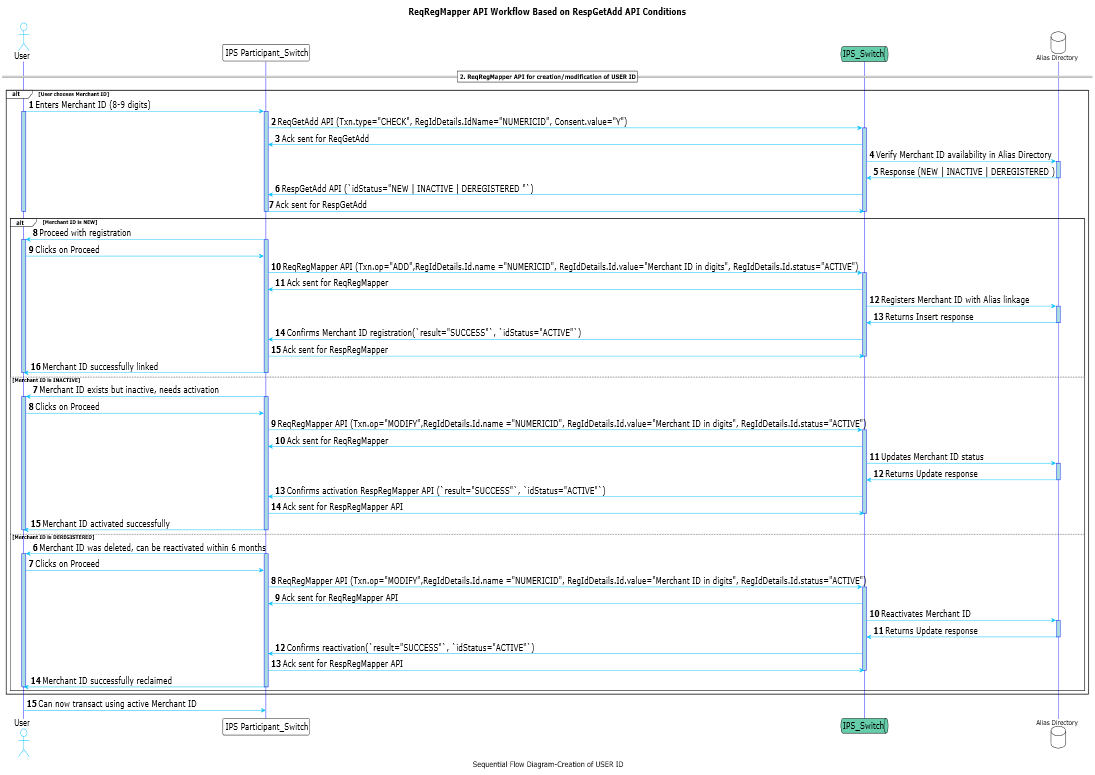 ReqRegMapper API Workflow Based on RespGetAdd API Conditions
User
IPS Participant_Switch
IPS_Switch
Alias Directory
2. ReqRegMapper API for creation/modification of USER ID
alt [User chooses Merchant ID]
1 Enters Merchant ID (8-9 digits)
2 ReqGetAdd API (Txn.type="CHECK", RegIdDetails.IdName="NUMERICID", Consent.value="Y")
3 Ack sent for ReqGetAdd
4 Verify Merchant ID availability in Alias Directory
5 Response (NEW | INACTIVE | DEREGISTERED )
6 RespGetAdd API (`idStatus="NEW | INACTIVE | DEREGISTERED "`)
7 Ack sent for RespGetAdd
alt [Merchant ID is NEW]
8 Proceed with registration
9 Clicks on Proceed
10 ReqRegMapper API (Txn.op="ADD",RegIdDetails.Id.name ="NUMERICID", RegIdDetails.Id.value="Merchant ID in digits", RegIdDetails.Id.status="ACTIVE")
11 Ack sent for ReqRegMapper
12 Registers Merchant ID with Alias linkage
13 Returns Insert response
14 Confirms Merchant ID registration(`result="SUCCESS"`, `idStatus="ACTIVE"`)
15 Ack sent for RespRegMapper
16 Merchant ID successfully linked
[Merchant ID is INACTIVE]
7 Merchant ID exists but inactive, needs activation
8 Clicks on Proceed
9 ReqRegMapper API (Txn.op="MODIFY",RegIdDetails.Id.name ="NUMERICID", RegIdDetails.Id.value="Merchant ID in digits", RegIdDetails.Id.status="ACTIVE")
10 Ack sent for ReqRegMapper
11 Updates Merchant ID status
12 Returns Update response
13 Confirms activation RespRegMapper API (`result="SUCCESS"`, `idStatus="ACTIVE"`)
14 Ack sent for RespRegMapper API
15 Merchant ID activated successfully
[Merchant ID is DEREGISTERED]
6 Merchant ID was deleted, can be reactivated within 6 months
7 Clicks on Proceed
8 ReqRegMapper API (Txn.op="MODIFY",RegIdDetails.Id.name ="NUMERICID", RegIdDetails.Id.value="Merchant ID in digits", RegIdDetails.Id.status="ACTIVE")
9 Ack sent for ReqRegMapper API
10 Reactivates Merchant ID
11 Returns Update response
12 Confirms reactivation(`result="SUCCESS"`, `idStatus="ACTIVE"`)
13 Ack sent for RespRegMapper API
14 Merchant ID successfully reclaimed
15 Can now transact using active Merchant ID
User
IPS Participant_Switch
IPS_Switch
Alias Directory
Sequential Flow Diagram-Creation of USER ID